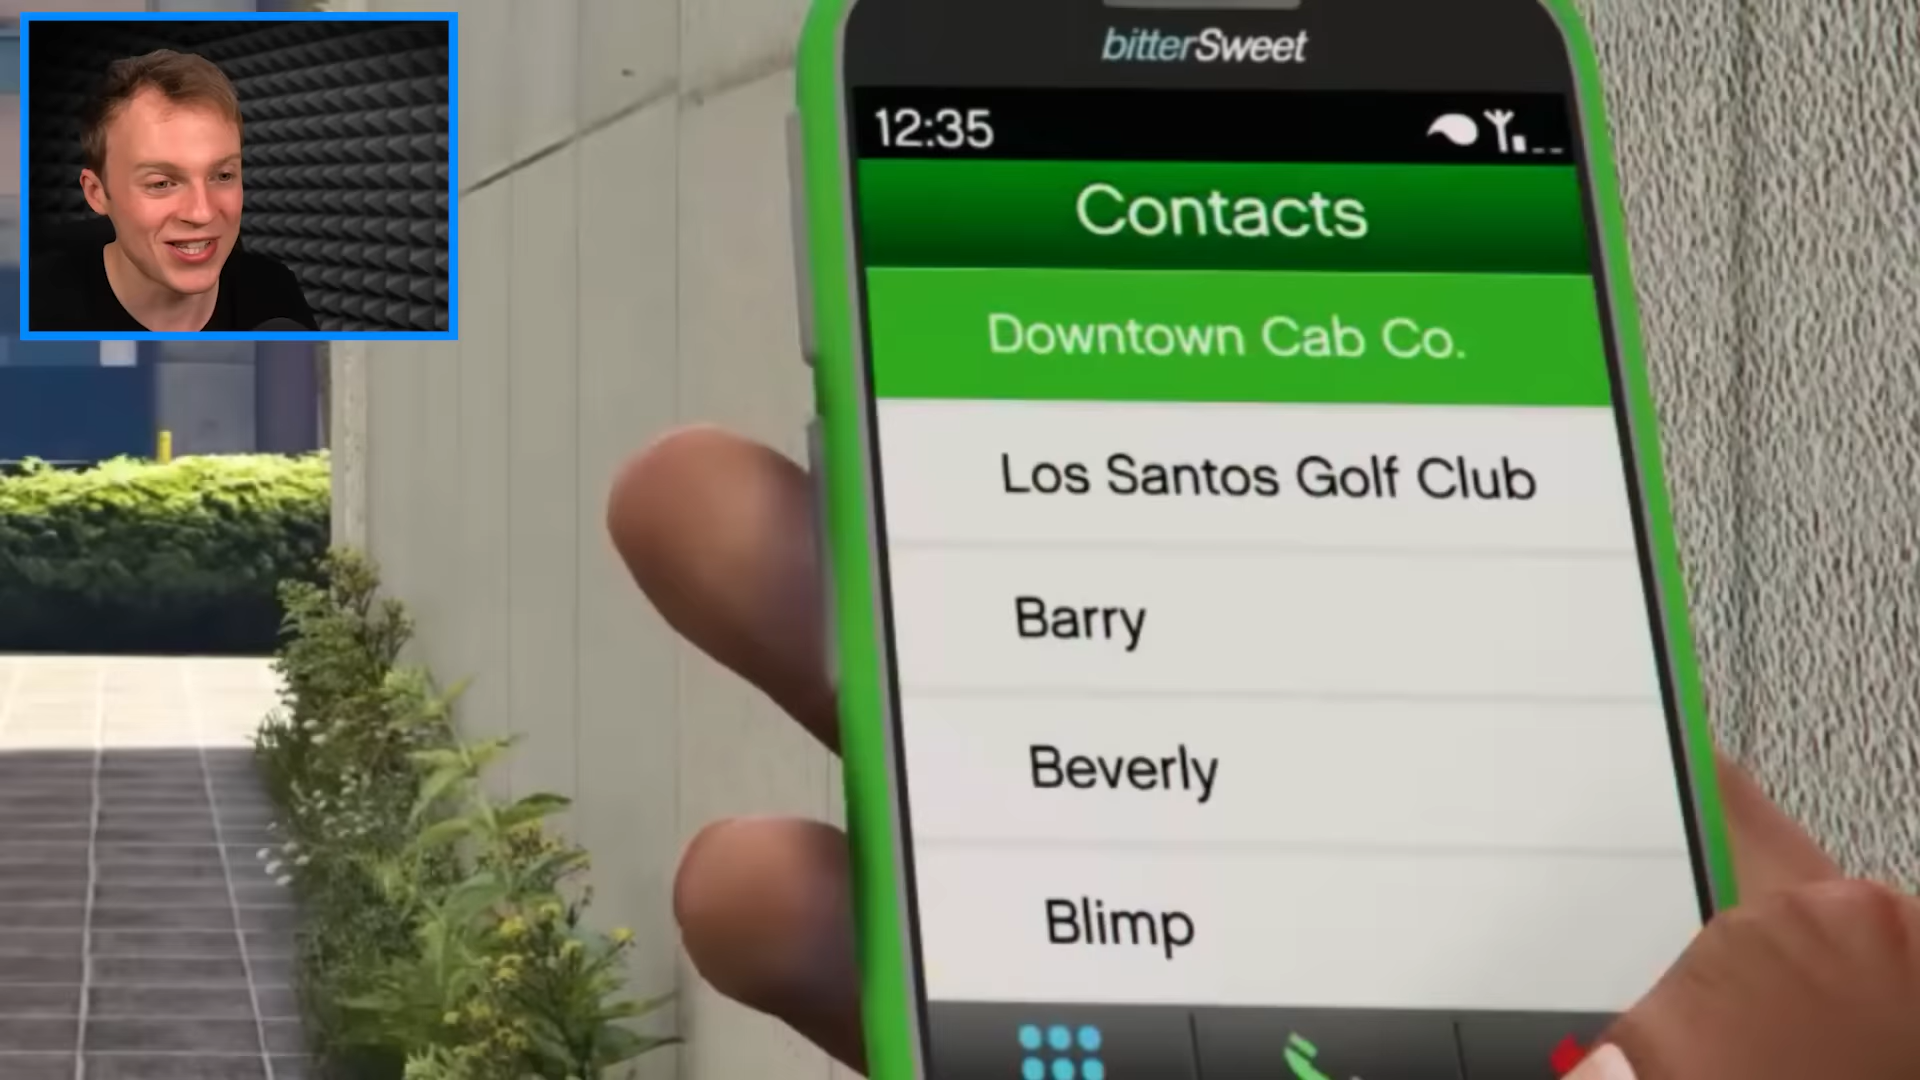 bitterSweet
12:35
Contacts
Downtown Cab Co.
Los Santos Golf Club
Barry
Beverly
Blimp